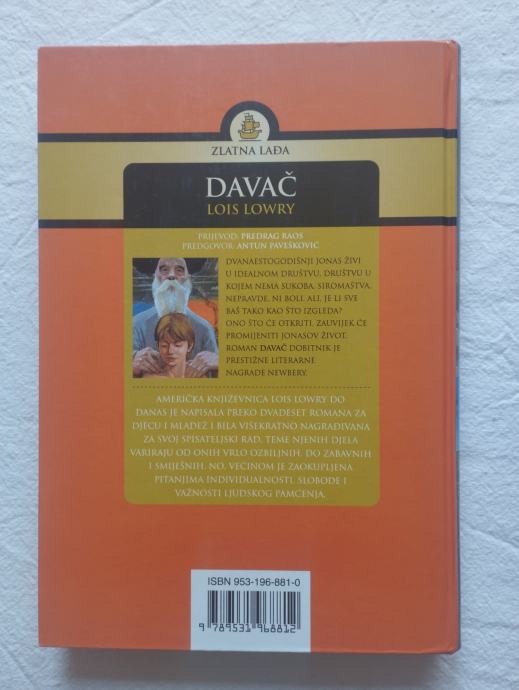 ZLATNA LAĐA
DAVAČ
LOIS LOWRY
PRIJEVOD: PREDRAG RAOS
PREDGOVOR: ANTUN PAVEŠKOVIĆ
DVANAESTOGODIŠNJI JONAS ŽIVI
U IDEALNOM DRUŠTVU, DRUŠTVU U
KOJEM NEMA SUKOBA, SIROMAŠTVA,
NEPRAVDE, NI BOLI. ALI, JE LI SVE
BAŠ TAKO KAO ŠTO IZGLEDA?
ONO ŠTO ĆE OTKRITI, ZAUVIJEK ĆE
PROMIJENITI JONASOV ŽIVOT.
ROMAN DAVAČ DOBITNIK JE
PRESTIŽNE LITERARNE
NAGRADE NEWBERY.
AMERIČKA KNJIŽEVNICA LOIS LOWRY DO
DANAS JE NAPISALA PREKO DVADESET ROMANA ZA
DJECU I MLADEŽ I BILA VIŠEKRATNO NAGRAĐIVANA
ZA SVOJ SPISATELJSKI RAD. TEME NJENIH DJELA
VARIRAJU OD ONIH VRLO OZBILJNIH, DO ZABAVNIH
I SMIJEŠNIH. NO, VEĆINOM JE ZAOKUPLJENA
PITANJIMA INDIVIDUALNOSTI, SLOBODE I
VAŽNOSTI LJUDSKOG PAMĆENJA.
ISBN 953-196-881-0
9 789531 968812